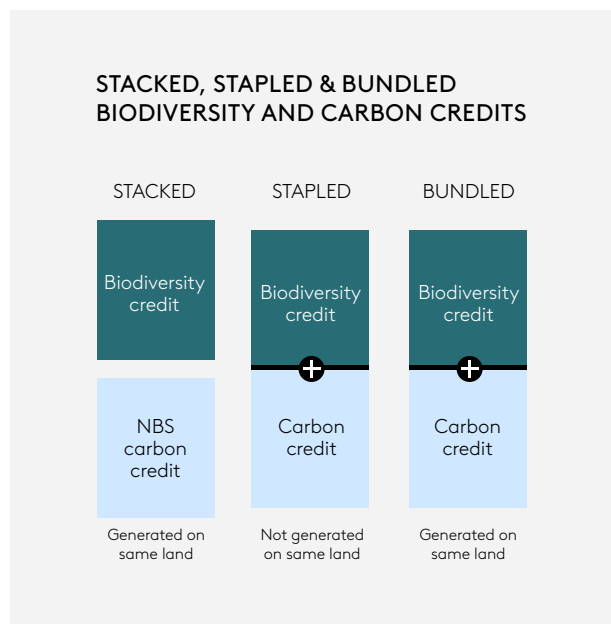 STACKED, STAPLED & BUNDLED
BIODIVERSITY AND CARBON CREDITS
STACKED
STAPLED
BUNDLED
Biodiversity
credit
Biodiversity
credit
Biodiversity
credit
NBS
carbon
credit
Carbon
credit
Carbon
credit
Generated on
same land
Not generated
on same land
Generated on
same land